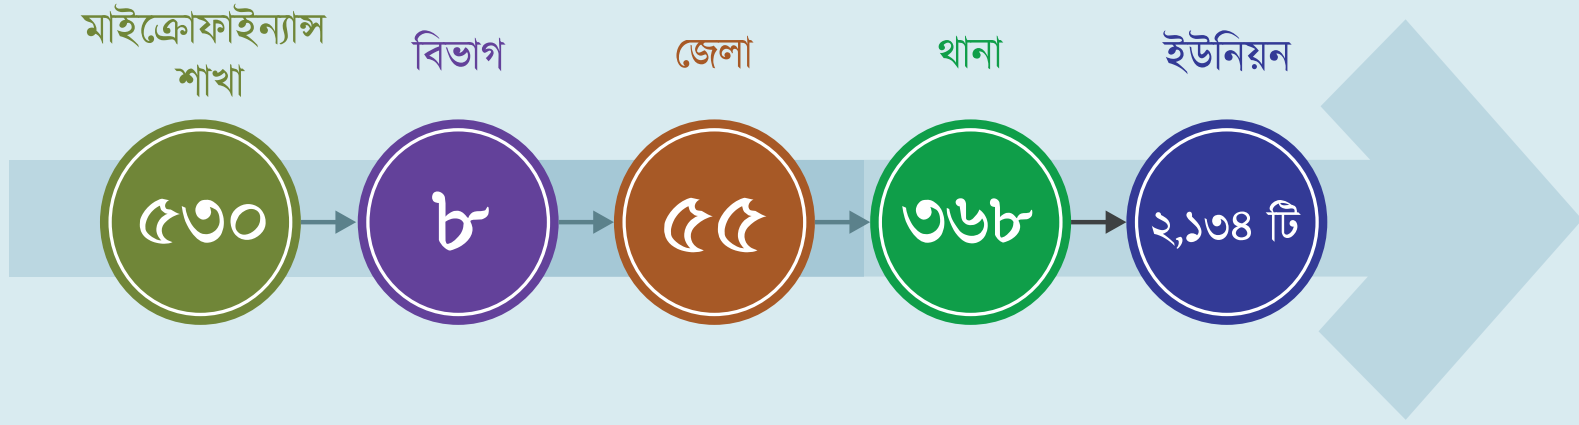 মাইক্রোফাইন্যান্স
শাখা
বিভাগ
জেলা
থানা
ইউনিয়ন
৫৩০
৮
৫৫
৩৬৮
২,১৩৪ টি